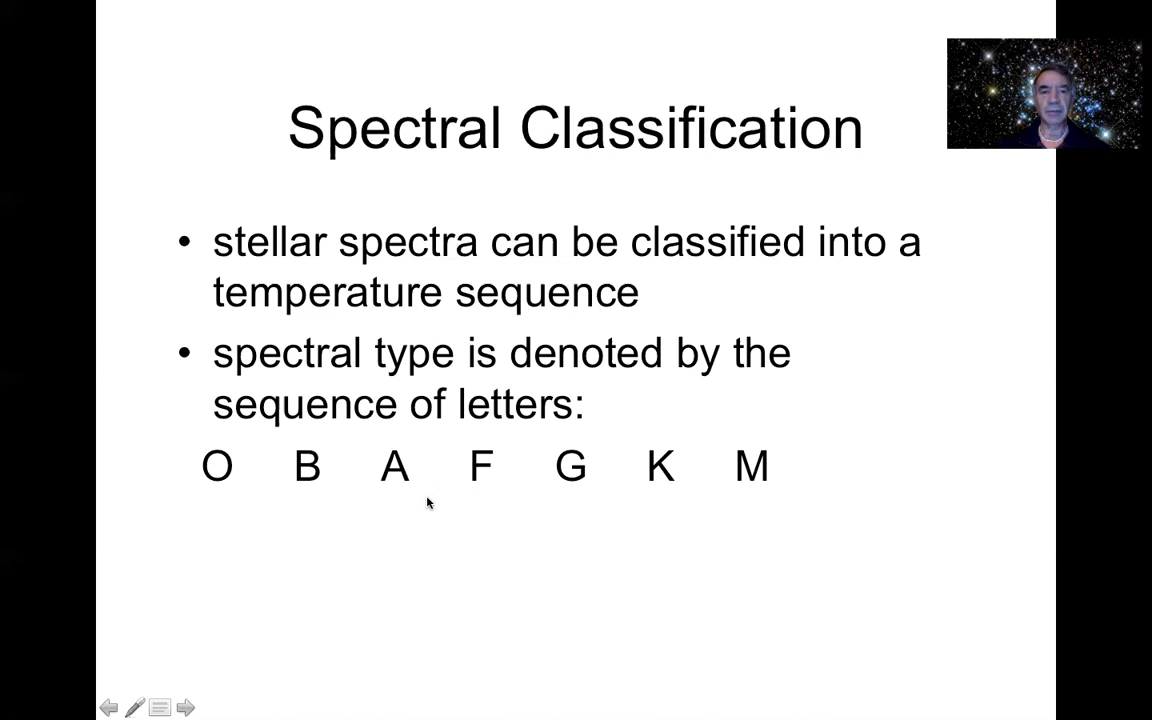 Spectral Classification
• stellar spectra can be classified into a
temperature sequence
• spectral type is denoted by the
sequence of letters:
O B A F G K M